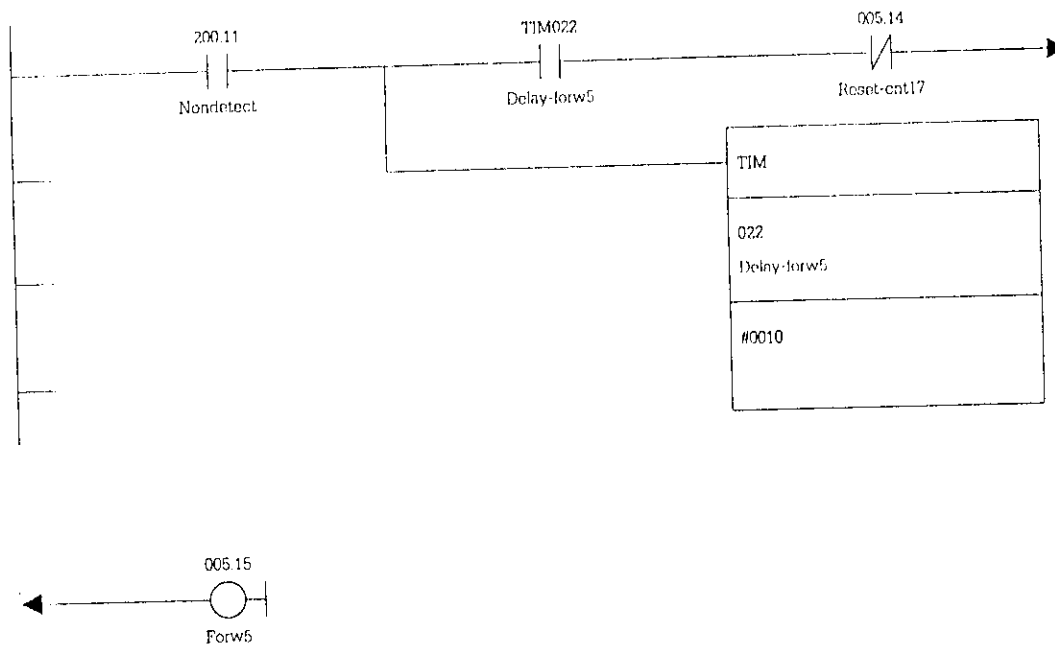 200.11
TIM022
005.14
Nondetect
Delay-forw5
Reset-cnt17
TIM
022
Delay-forw5
#0010
005.15
Forw5